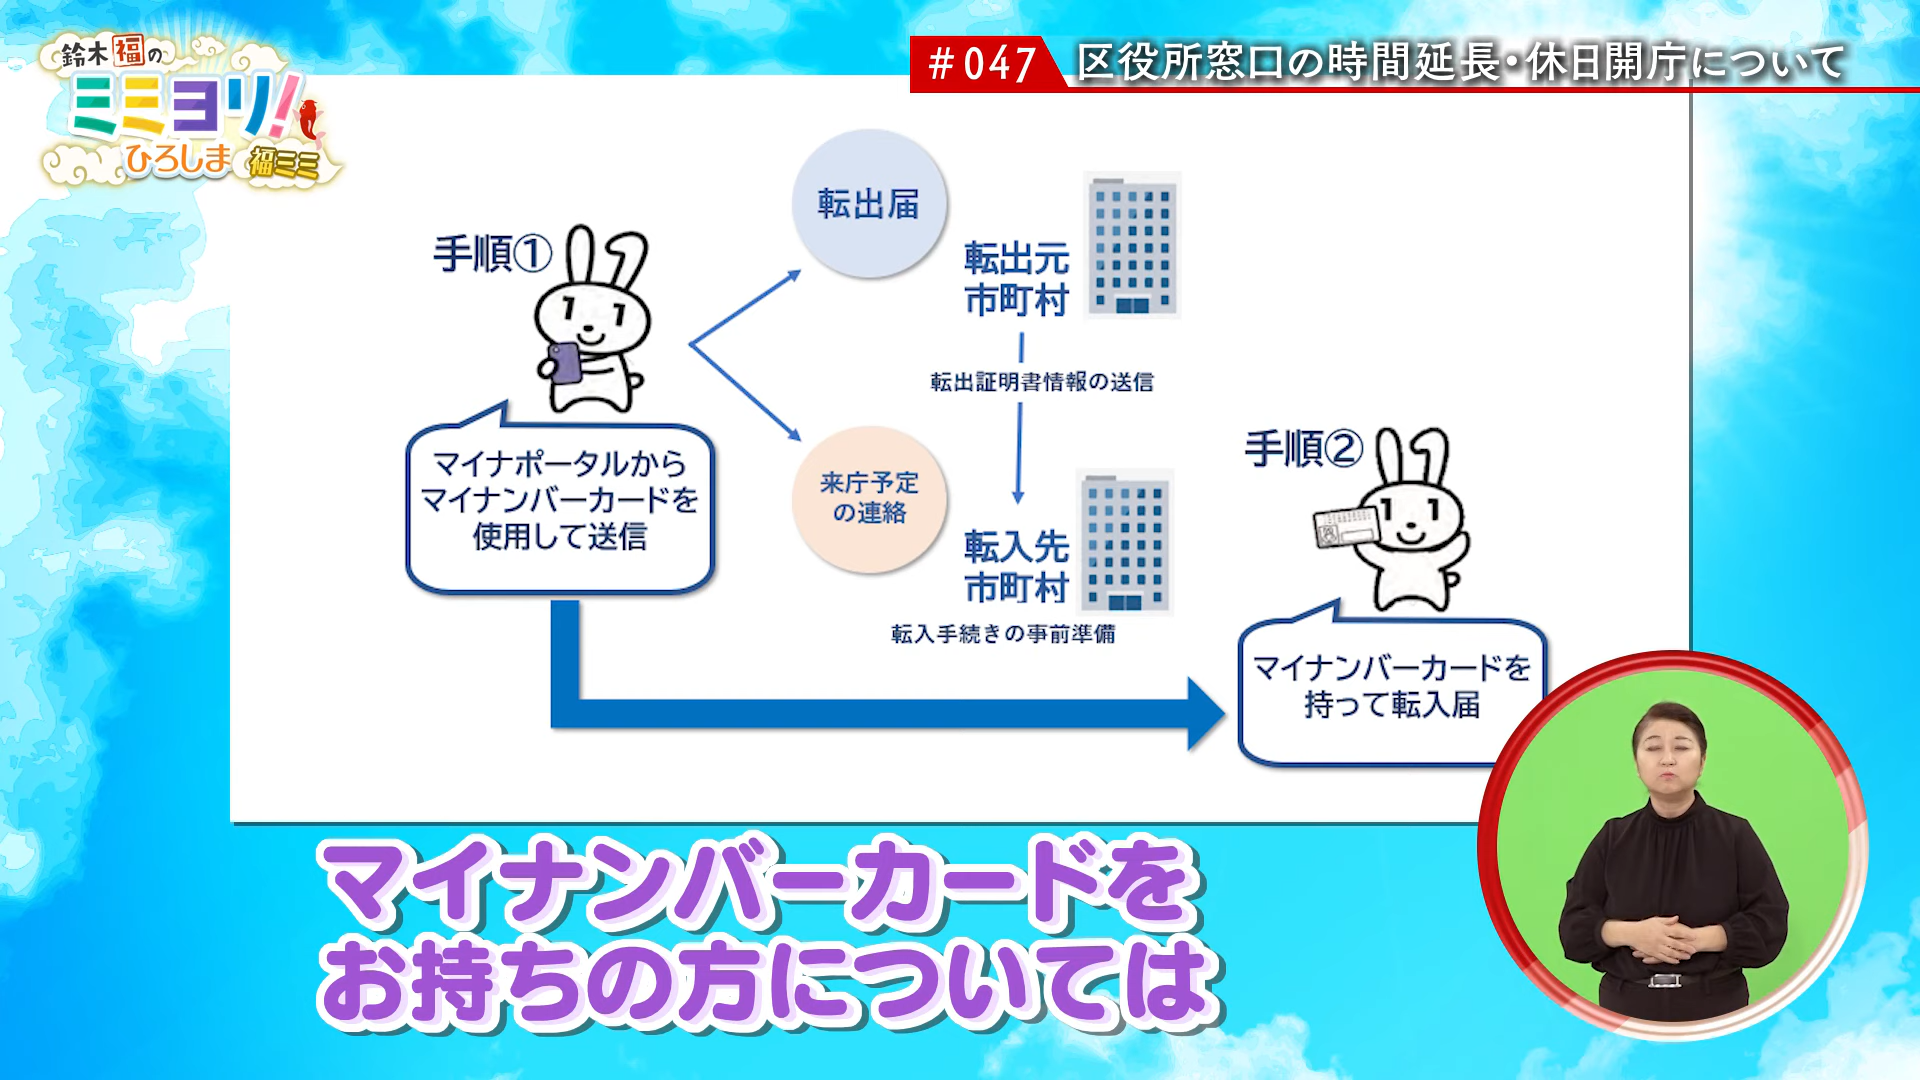 鈴木福の
ミミヨリ!
ひろしま 福ミミ
#047 区役所窓口の時間延長・休日開庁について
手順①
マイナポータルから
マイナンバーカードを
使用して送信
転出届
来庁予定
の連絡
転出元
市町村
転出証明書情報の送信
転入先
市町村
転入手続きの事前準備
手順②
マイナンバーカードを
持って転入届
マイナンバーカードを
お持ちの方については